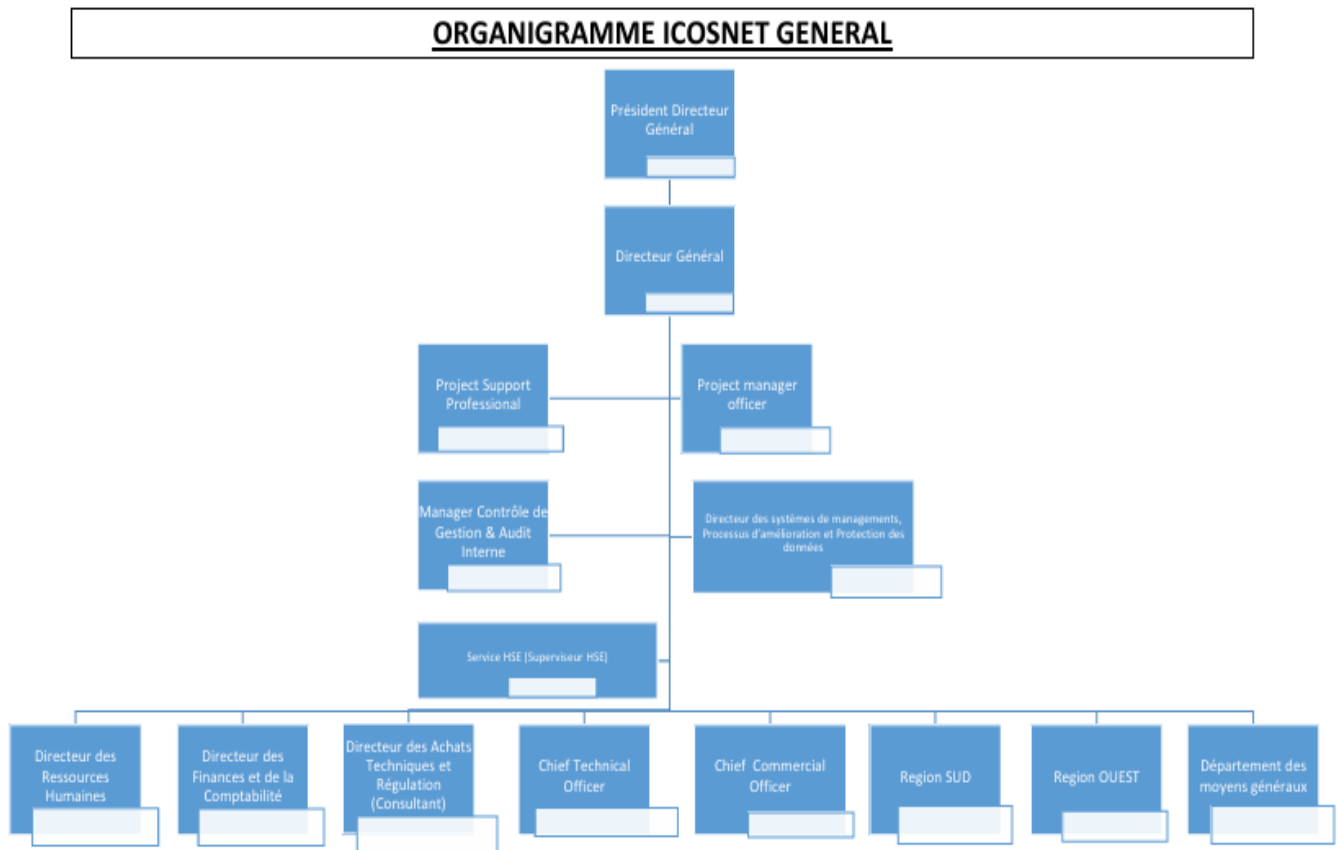 ORGANIGRAMME ICOSNET GENERAL
Président Directeur
Général
Directeur Général
Project Support
Professional
Project manager
officer
Manager Contrôle de
Gestion & Audit
Interne
Directeur des systèmes de managements,
Processus d'amélioration et Protection des
données
Service HSE (Superviseur HSE)
Directeur des
Ressources
Humaines
Directeur des
Finances et de la
Comptabilité
Directeur des Achats
Techniques et
Régulation
(Consultant)
Chief Technical
Officer
Chief Commercial
Officer
Region SUD
Region OUEST
Département des
moyens généraux